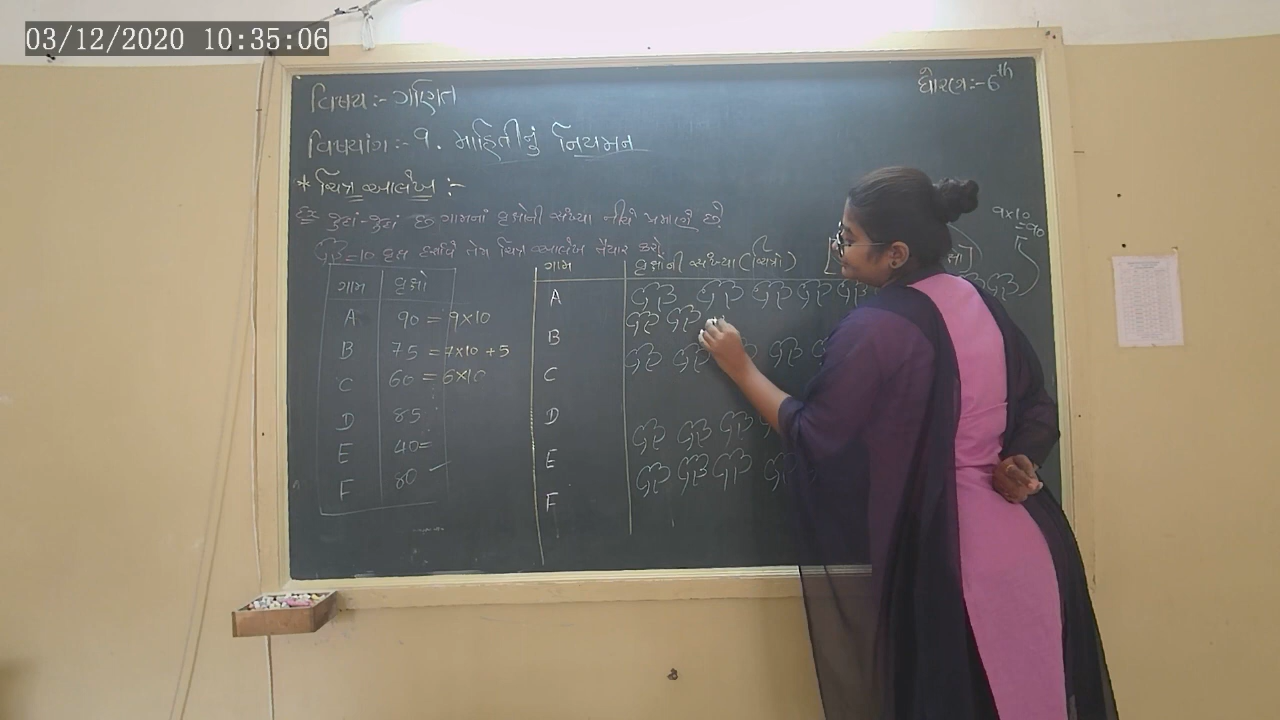 03/12/2020 10:35:06
વિષય:- ગણિત
ધોરણ:- 6th
વિષયાંગ:- ૧. માહિતીનું નિયમન
* ચિત્ર આલેખ :-
જુદાં-જુદાં છ ગામનાં વૃક્ષોની સંખ્યા નીચે પ્રમાણે છે.
=10 વૃક્ષ દર્શાવે તેમ ચિત્ર આલેખ તૈયાર કરો.
9×10
=90
ગામ વૃક્ષો
A 90 = 9×10
B 75 = 7×10 + 5
C 60 = 6×10
D 85
E 40=
F 80
ગામ વૃક્ષોની સંખ્યા (ચિત્રો)
A
B
C
D
E
F